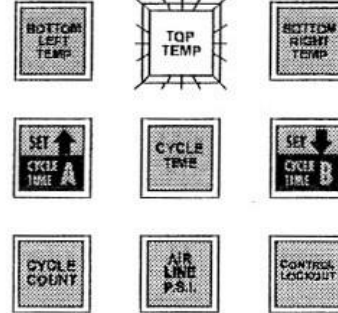 BOTTOM
LEFT
TEMP
TOP
TEMP
BOTTOM
RIGHT
TEMP
SET
CYCLE
TIME A
CYCLE
TIME
SET
CYCLE
TIME B
CYCLE
COUNT
AIR
LINE
P.S.I.
CONTROL
LOCKOUT